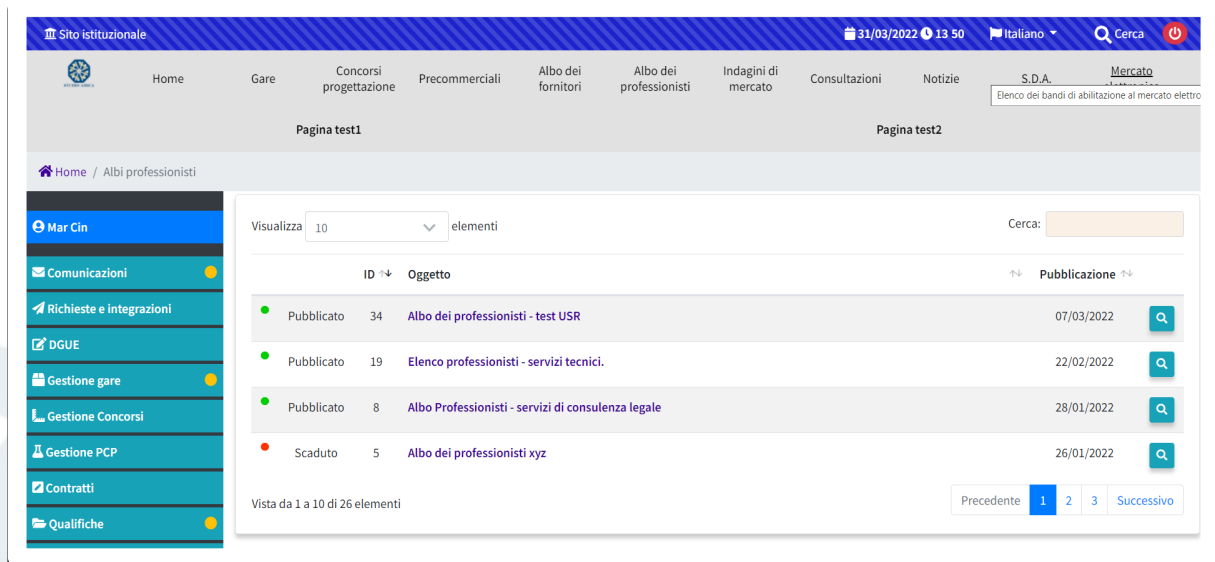 Sito istituzionale 31/03/2022 13 50 Italiano Cerca
Home Gare Concorsi progettazione Precommerciali Albo dei fornitori Albo dei professionisti Indagini di mercato Consultazioni Notizie S.D.A. Mercato
Elenco dei bandi di abilitazione al mercato elettro
Pagina test1 Pagina test2
Home / Albi professionisti
Mar Cin
Comunicazioni
Richieste e integrazioni
DGUE
Gestione gare
Gestione Concorsi
Gestione PCP
Contratti
Qualifiche
Visualizza 10 elementi Cerca:
ID Oggetto Pubblicazione
Pubblicato 34 Albo dei professionisti - test USR 07/03/2022
Pubblicato 19 Elenco professionisti - servizi tecnici. 22/02/2022
Pubblicato 8 Albo Professionisti - servizi di consulenza legale 28/01/2022
Scaduto 5 Albo dei professionisti xyz 26/01/2022
Vista da 1 a 10 di 26 elementi Precedente 1 2 3 Successivo